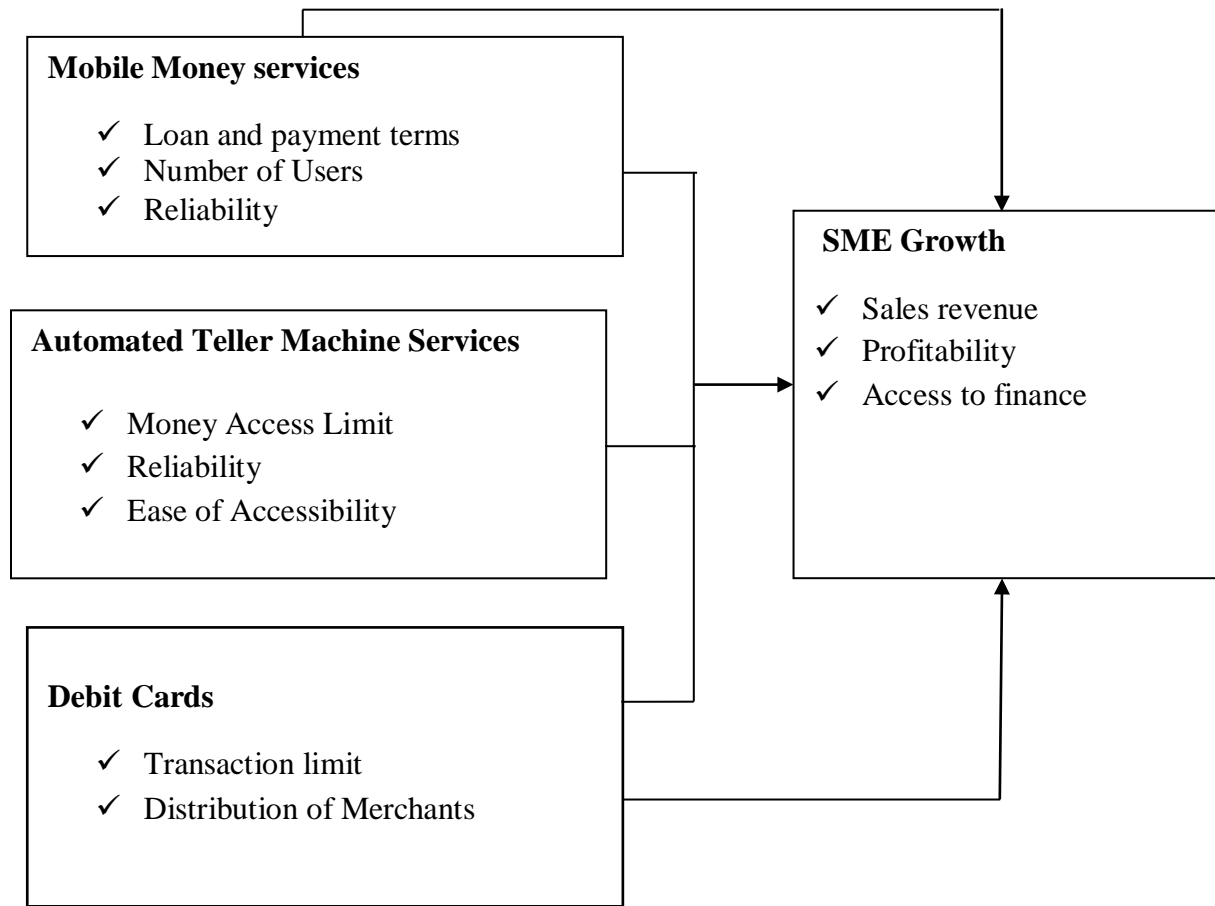 Mobile Money services
✓ Loan and payment terms
✓ Number of Users
✓ Reliability
Automated Teller Machine Services
✓ Money Access Limit
✓ Reliability
✓ Ease of Accessibility
Debit Cards
✓ Transaction limit
✓ Distribution of Merchants
SME Growth
✓ Sales revenue
✓ Profitability
✓ Access to finance